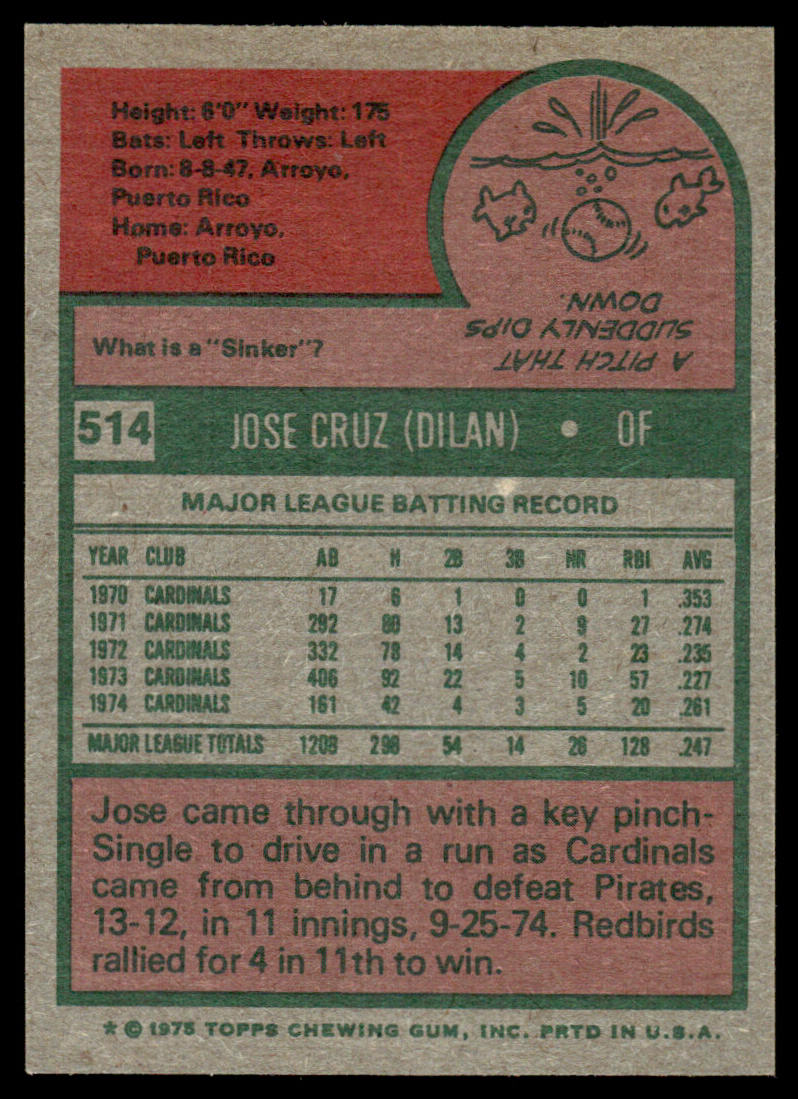 Height: 6'0" Weight: 175
Bats: Left Throws: Left
Born: 8-8-47, Arroyo,
Puerto Rico
Home: Arroyo,
Puerto Rico
What is a "Sinker"?
A PITCH THAT
SUDDENLY DIPS
DOWN.
514 JOSE CRUZ (DILAN) • OF
MAJOR LEAGUE BATTING RECORD
YEAR CLUB AB H 2B 3B HR RBI AVG
1970 CARDINALS 17 6 1 0 0 1 .353
1971 CARDINALS 292 80 13 2 9 27 .274
1972 CARDINALS 332 78 14 4 2 23 .235
1973 CARDINALS 406 92 22 5 10 57 .227
1974 CARDINALS 161 42 4 3 5 20 .261
MAJOR LEAGUE TOTALS 1208 298 54 14 26 128 .247
Jose came through with a key pinch-
Single to drive in a run as Cardinals
came from behind to defeat Pirates,
13-12, in 11 innings, 9-25-74. Redbirds
rallied for 4 in 11th to win.
* © 1975 TOPPS CHEWING GUM, INC. PRTD IN U.S.A.